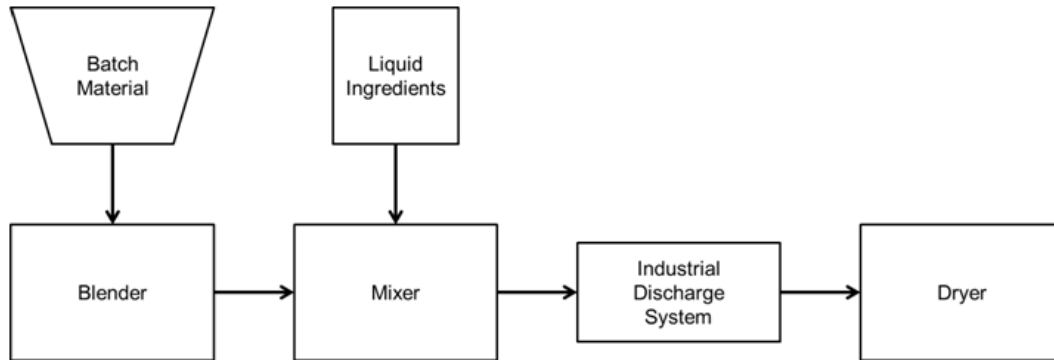 Batch
Material
Liquid
Ingredients
Blender
Mixer
Industrial
Discharge
System
Dryer